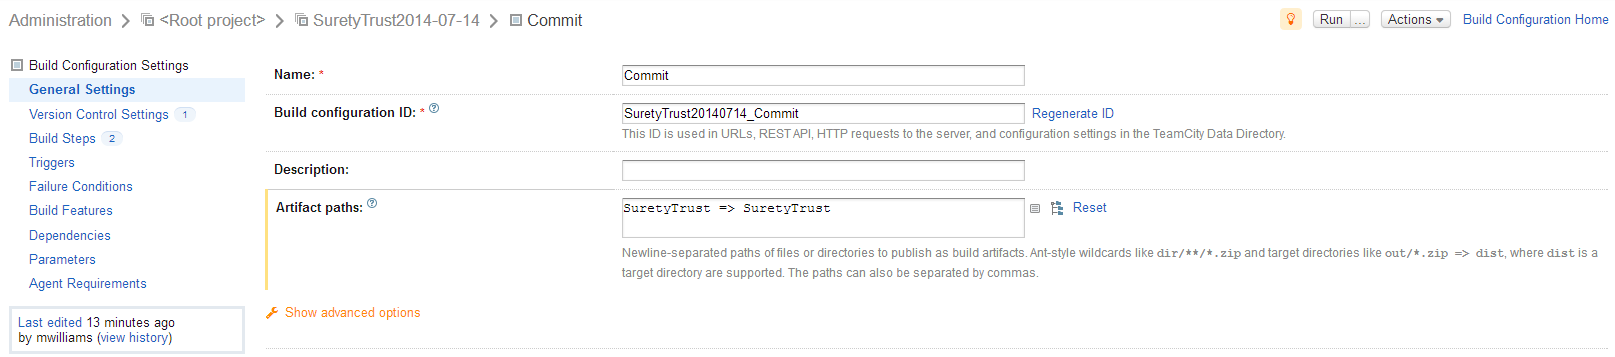 Administration > <Root project> > SuretyTrust2014-07-14 > Commit
Run ... Actions Build Configuration Home
Build Configuration Settings
General Settings
Version Control Settings 1
Build Steps 2
Triggers
Failure Conditions
Build Features
Dependencies
Parameters
Agent Requirements
Last edited 13 minutes ago
by mwilliams (view history)
Name: * Commit
Build configuration ID: * ? SuretyTrust20140714_Commit Regenerate ID
This ID is used in URLs, REST API, HTTP requests to the server, and configuration settings in the TeamCity Data Directory.
Description:
Artifact paths: ? SuretyTrust => SuretyTrust Reset
Newline-separated paths of files or directories to publish as build artifacts. Ant-style wildcards like dir/**/*.zip and target directories like out/*.zip => dist, where dist is a
target directory are supported. The paths can also be separated by commas.
Show advanced options